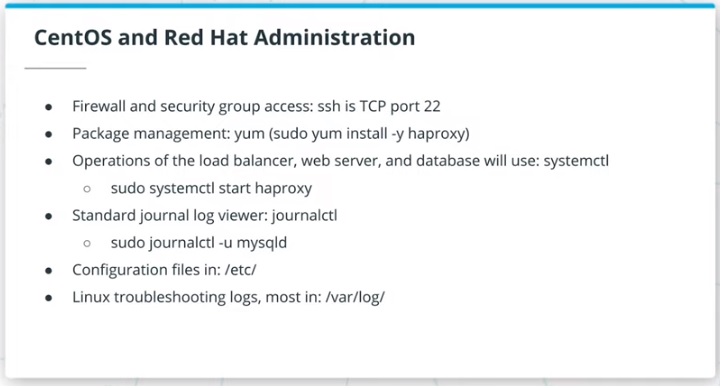 CentOS and Red Hat Administration
● Firewall and security group access: ssh is TCP port 22
● Package management: yum (sudo yum install -y haproxy)
● Operations of the load balancer, web server, and database will use: systemctl
○ sudo systemctl start haproxy
● Standard journal log viewer: journalctl
○ sudo journalctl -u mysqld
● Configuration files in: /etc/
● Linux troubleshooting logs, most in: /var/log/